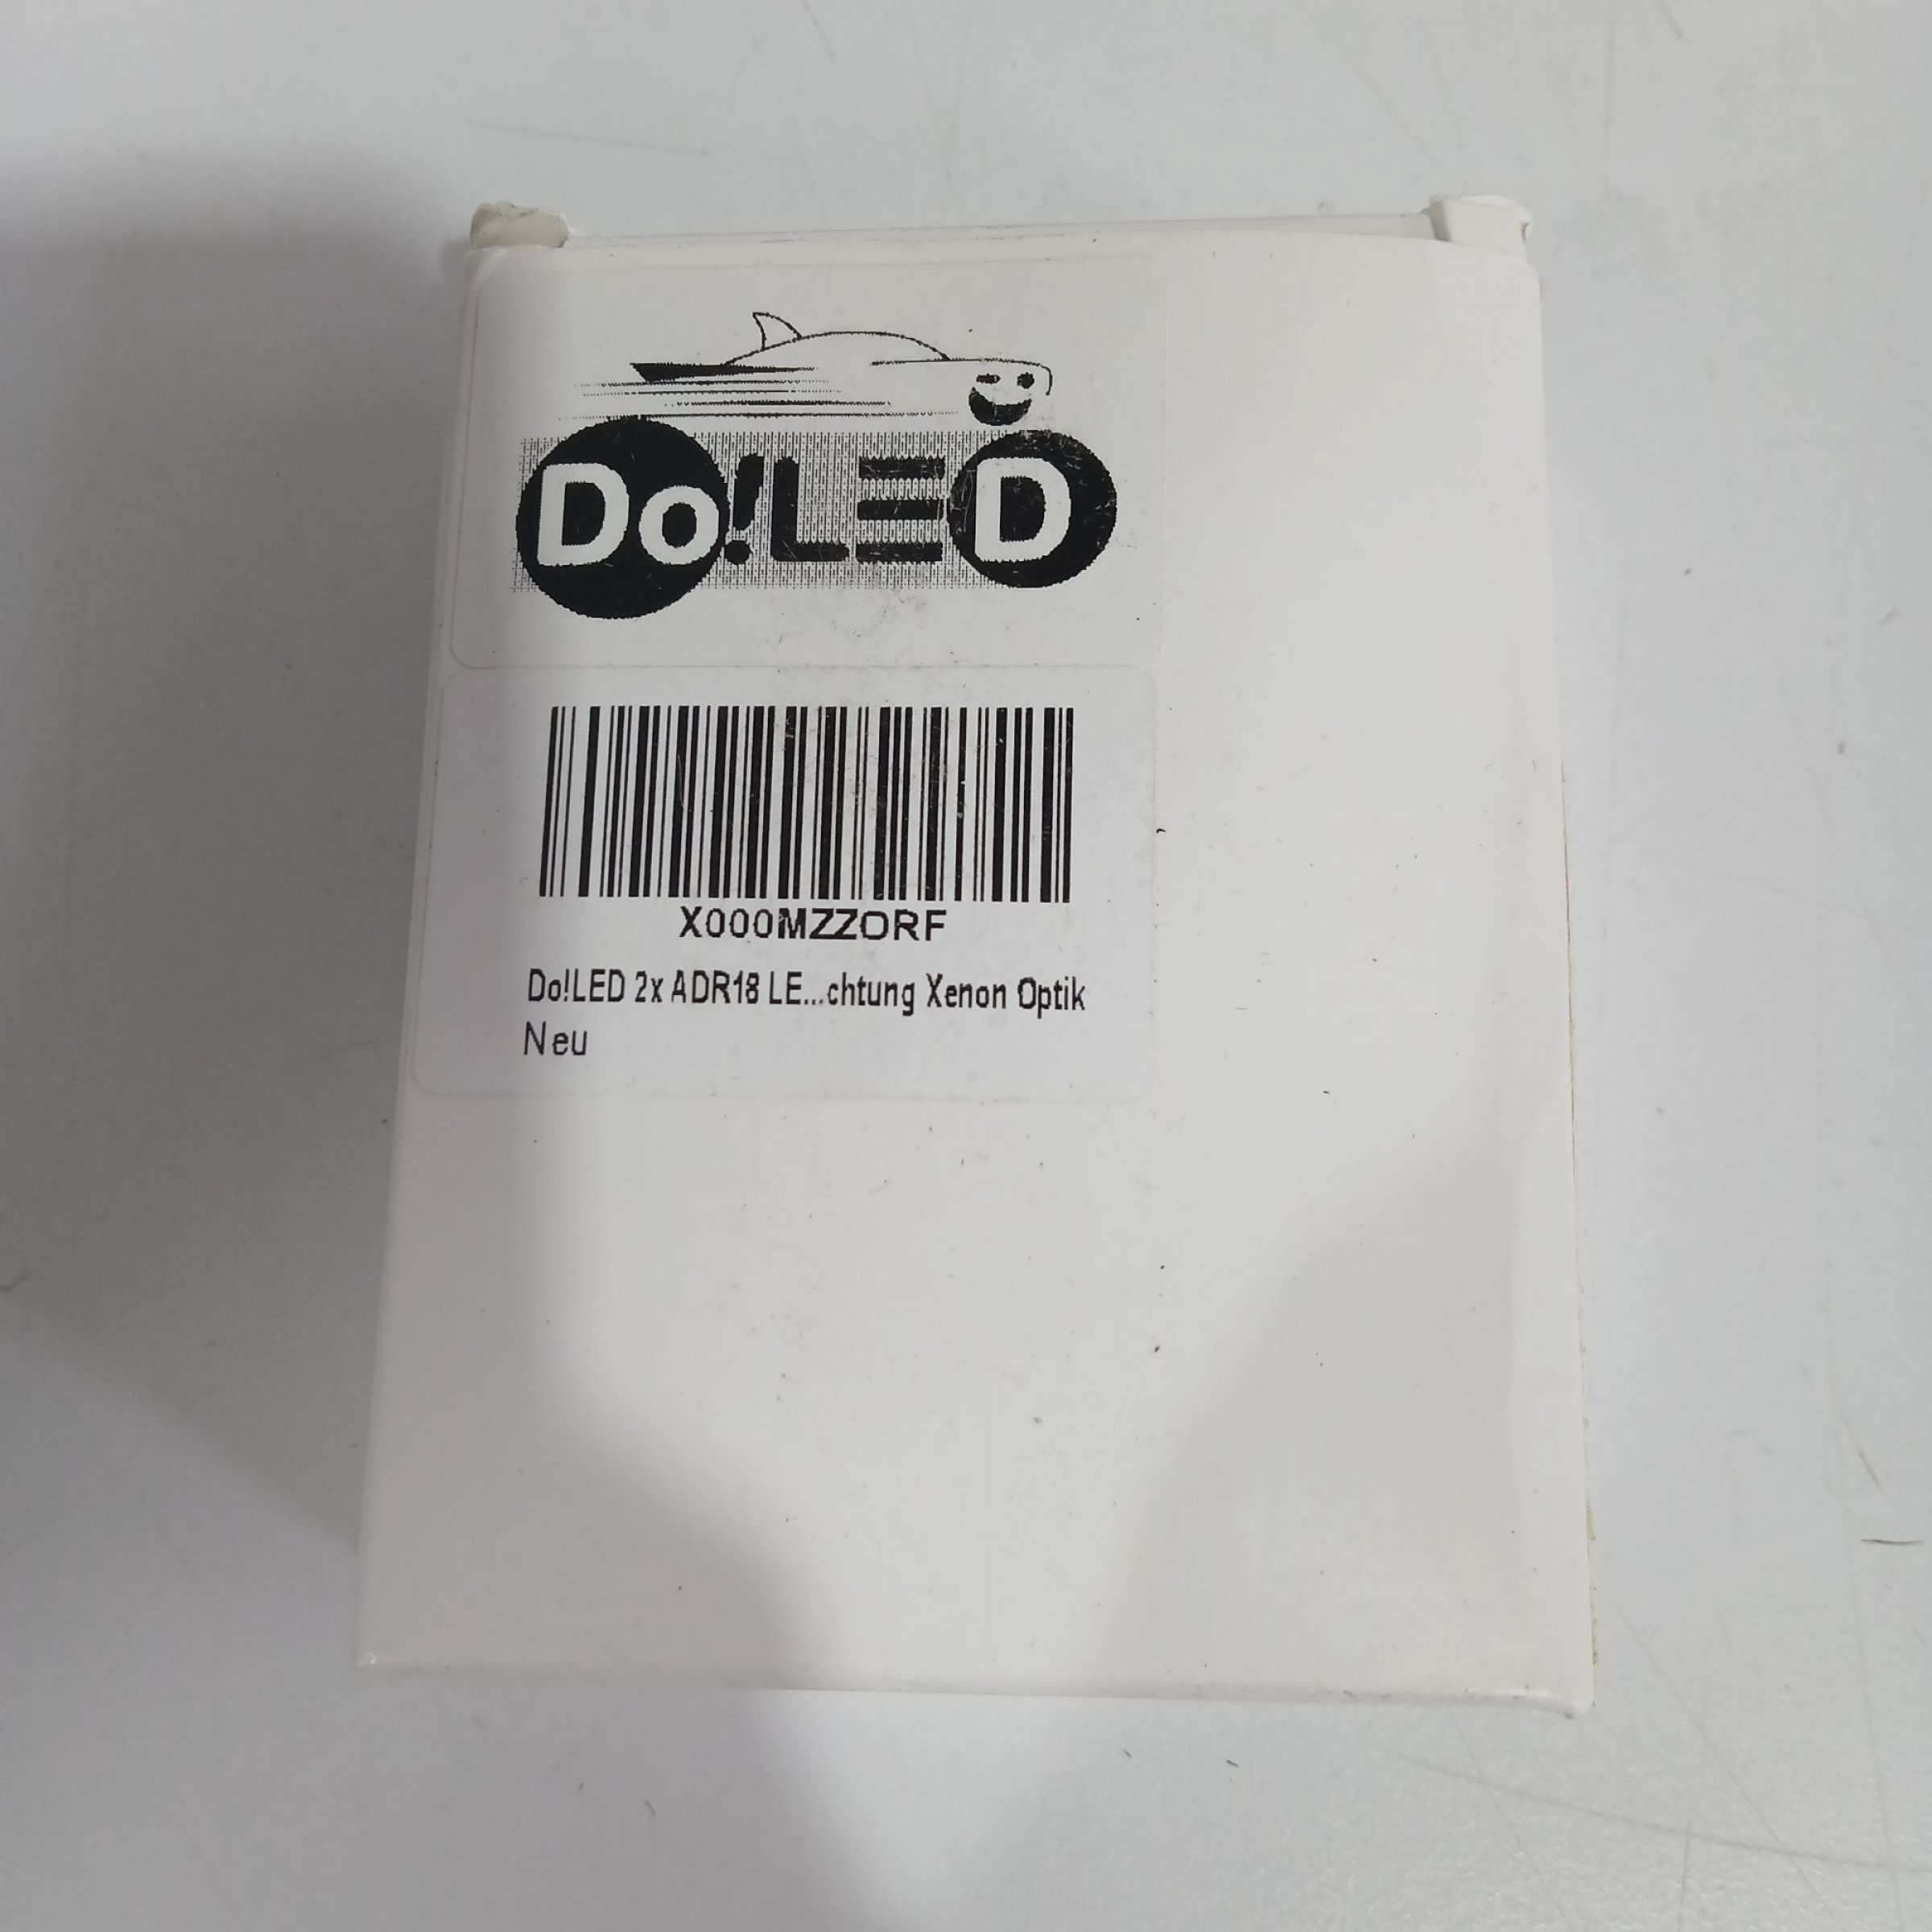 Do!LED
X000MZZORF
Do!LED 2x ADR18 LE...chtung Xenon Optik
Neu